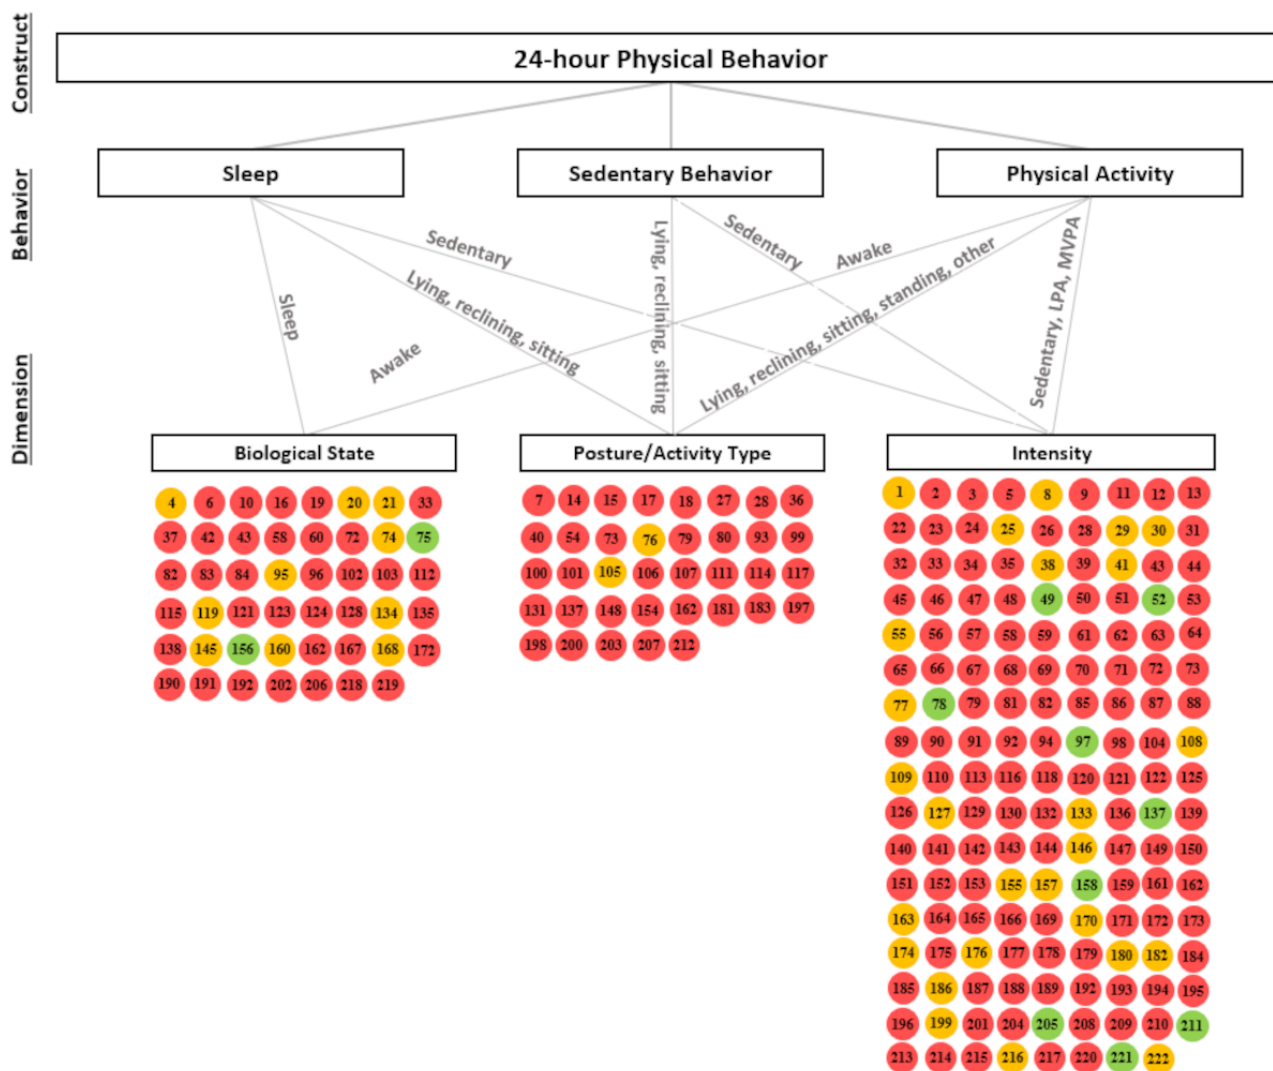 Construct
24-hour Physical Behavior
Behavior
Sleep
Sedentary Behavior
Physical Activity
Sleep
Awake
Lying, reclining, sitting
Sedentary
Lying, reclining, sitting
Sedentary
Awake
Lying, reclining, sitting, standing, other
Sedentary, LPA, MVPA
Dimension
Biological State
4 6 10 16 19 20 21 33
37 42 43 58 60 72 74 75
82 83 84 95 96 102 103 112
115 119 121 123 124 128 134 135
138 145 156 160 162 167 168 172
190 191 192 202 206 218 219
Posture/Activity Type
7 14 15 17 18 27 28 36
40 54 73 76 79 80 93 99
100 101 105 106 107 111 114 117
131 137 148 154 162 181 183 197
198 200 203 207 212
Intensity
1 2 3 5 8 9 11 12 13
22 23 24 25 26 28 29 30 31
32 33 34 35 38 39 41 43 44
45 46 47 48 49 50 51 52 53
55 56 57 58 59 61 62 63 64
65 66 67 68 69 70 71 72 73
77 78 79 81 82 85 86 87 88
89 90 91 92 94 97 98 104 108
109 110 113 116 118 120 121 122 125
126 127 129 130 132 133 136 137 139
140 141 142 143 144 146 147 149 150
151 152 153 155 157 158 159 161 162
163 164 165 166 169 170 171 172 173
174 175 176 177 178 179 180 182 184
185 186 187 188 189 192 193 194 195
196 199 201 204 205 208 209 210 211
213 214 215 216 217 220 221 222